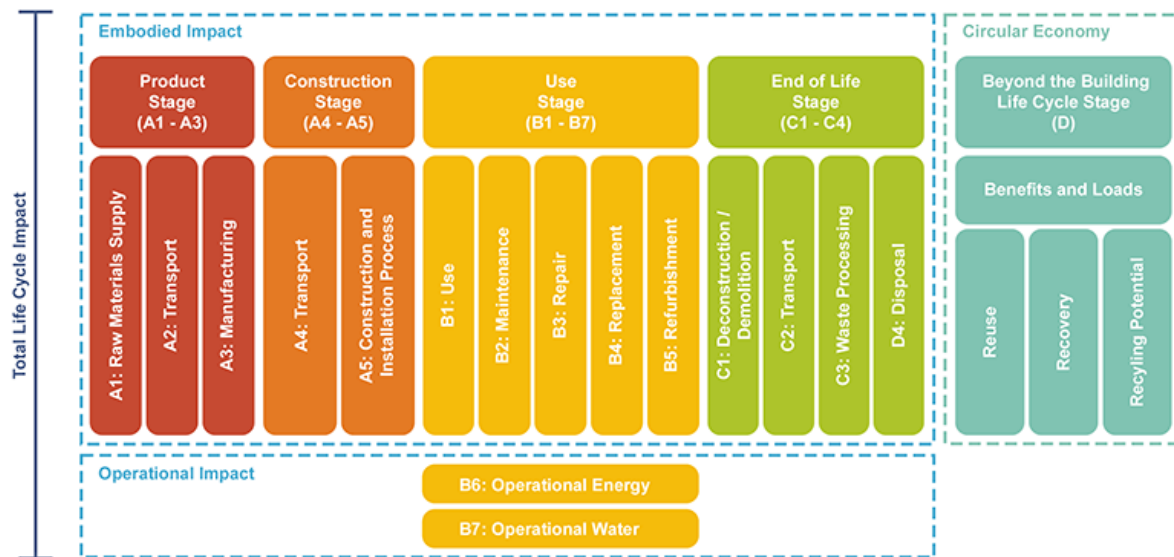 Total Life Cycle Impact
Embodied Impact
Product
Stage
(A1 - A3)
Construction
Stage
(A4 - A5)
Use
Stage
(B1 - B7)
End of Life
Stage
(C1 - C4)
A1: Raw Materials Supply
A2: Transport
A3: Manufacturing
A4: Transport
A5: Construction and
Installation Process
B1: Use
B2: Maintenance
B3: Repair
B4: Replacement
B5: Refurbishment
C1: Deconstruction /
Demolition
C2: Transport
C3: Waste Processing
D4: Disposal
Circular Economy
Beyond the Building
Life Cycle Stage
(D)
Benefits and Loads
Reuse
Recovery
Recyling Potential
Operational Impact
B6: Operational Energy
B7: Operational Water